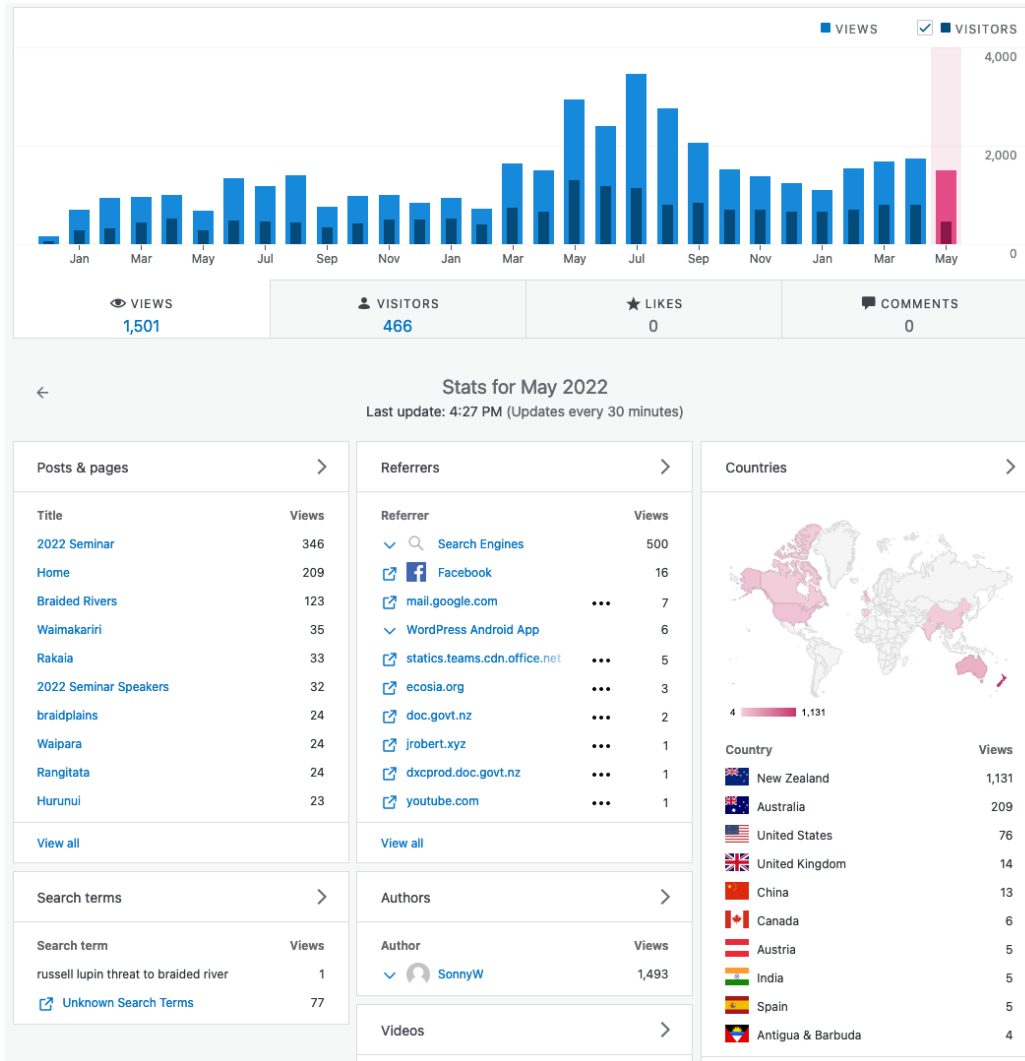 VIEWS VISITORS
4,000
2,000
0
Jan Mar May Jul Sep Nov Jan Mar May Jul Sep Nov Jan Mar May
VIEWS
1,501
VISITORS
466
LIKES
0
COMMENTS
0
Stats for May 2022
Last update: 4:27 PM (Updates every 30 minutes)
Posts & pages
Title Views
2022 Seminar 346
Home 209
Braided Rivers 123
Waimakariri 35
Rakaia 33
2022 Seminar Speakers 32
braidplains 24
Waipara 24
Rangitata 24
Hurunui 23
View all
Referrers
Referrer Views
Search Engines 500
Facebook 16
mail.google.com ••• 7
WordPress Android App 6
statics.teams.cdn.office.net ••• 5
ecosia.org ••• 3
doc.govt.nz ••• 2
jrobert.xyz ••• 1
dxcprod.doc.govt.nz ••• 1
youtube.com ••• 1
View all
Countries
4 1,131
Country Views
New Zealand 1,131
Australia 209
United States 76
United Kingdom 14
China 13
Canada 6
Austria 5
India 5
Spain 5
Antigua & Barbuda 4
Search terms
Search term Views
russell lupin threat to braided river 1
Unknown Search Terms 77
Authors
Author Views
SonnyW 1,493
Videos